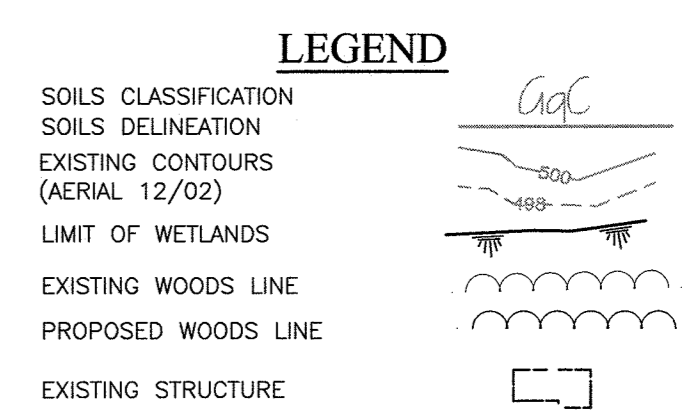 LEGEND
SOILS CLASSIFICATION GgC
SOILS DELINEATION
EXISTING CONTOURS
500
(AERIAL 12/02)
498
LIMIT OF WETLANDS
EXISTING WOODS LINE
PROPOSED WOODS LINE
EXISTING STRUCTURE